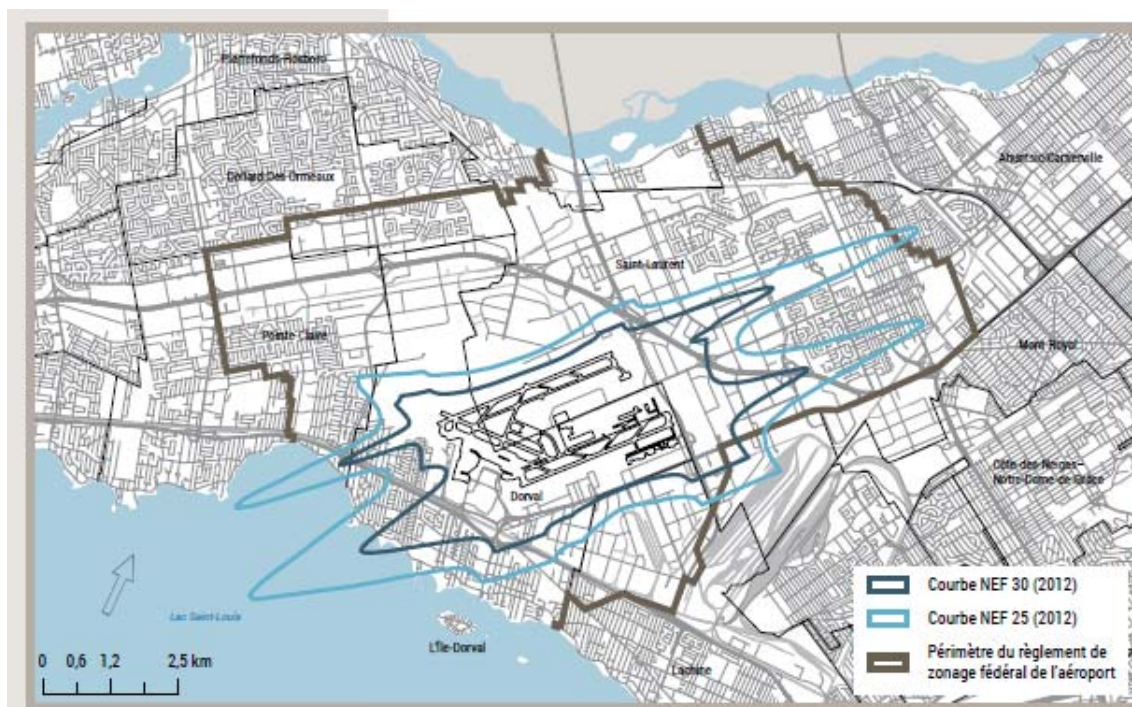 Pierrefonds-Roxboro
Dollard-Des Ormeaux
Ahuntsic-Cartierville
Saint-Laurent
Pointe-Claire
Mont-Royal
Côte-des-Neiges–
Notre-Dame-de-Grâce
Dorval
Lac Saint-Louis
L'Île-Dorval
Lachine
0 0,6 1,2 2,5 km
Courbe NEF 30 (2012)
Courbe NEF 25 (2012)
Périmètre du règlement de
zonage fédéral de l'aéroport